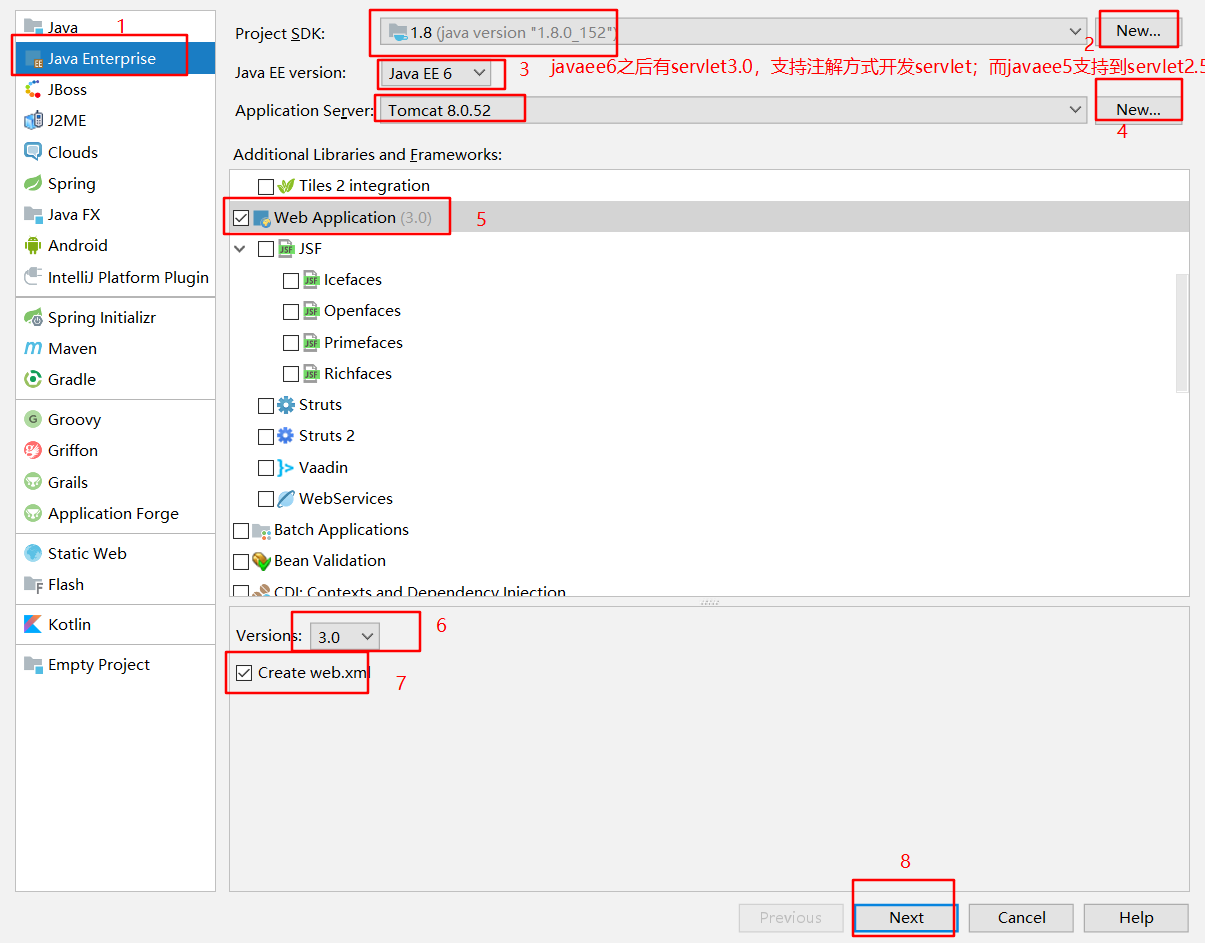 Java
1
Java Enterprise
JBoss
J2ME
Clouds
Spring
Java FX
Android
IntelliJ Platform Plugin
Spring Initializr
Maven
Gradle
Groovy
Griffon
Grails
Application Forge
Static Web
Flash
Kotlin
Empty Project
Project SDK:
1.8 (java version "1.8.0_152")
New...
2
Java EE version:
Java EE 6
3 javaee6之后有servlet3.0，支持注解方式开发servlet；而javaee5支持到servlet2.5
Application Server:
Tomcat 8.0.52
New...
4
Additional Libraries and Frameworks:
Tiles 2 integration
Web Application (3.0)
5
JSF
Icefaces
Openfaces
Primefaces
Richfaces
Struts
Struts 2
Vaadin
WebServices
Batch Applications
Bean Validation
CDI: Contexts and Dependency Injection
Versions:
3.0
6
Create web.xml
7
8
Previous
Next
Cancel
Help